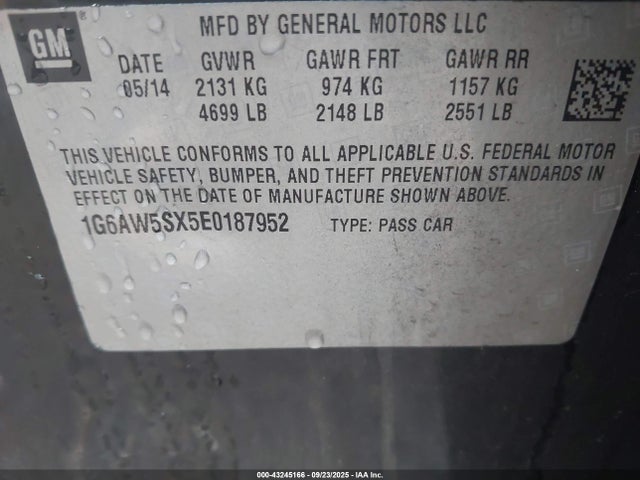 GM
MFD BY GENERAL MOTORS LLC
DATE GVWR GAWR FRT GAWR RR
05/14 2131 KG 974 KG 1157 KG
4699 LB 2148 LB 2551 LB
THIS VEHICLE CONFORMS TO ALL APPLICABLE U.S. FEDERAL MOTOR
VEHICLE SAFETY, BUMPER, AND THEFT PREVENTION STANDARDS IN
EFFECT ON THE DATE OF MANUFACTURE SHOWN ABOVE.
1G6AW5SX5E0187952 TYPE: PASS CAR
000-43245166 - 09/23/2025 - IAA Inc.